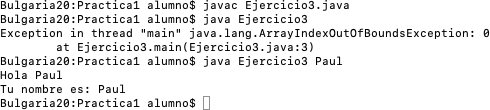 Bulgaria20:Practica1 alumno$ javac Ejercicio3.java
Bulgaria20:Practica1 alumno$ java Ejercicio3
Exception in thread "main" java.lang.ArrayIndexOutOfBoundsException: 0
        at Ejercicio3.main(Ejercicio3.java:3)
Bulgaria20:Practica1 alumno$ java Ejercicio3 Paul
Hola Paul
Tu nombre es: Paul
Bulgaria20:Practica1 alumno$